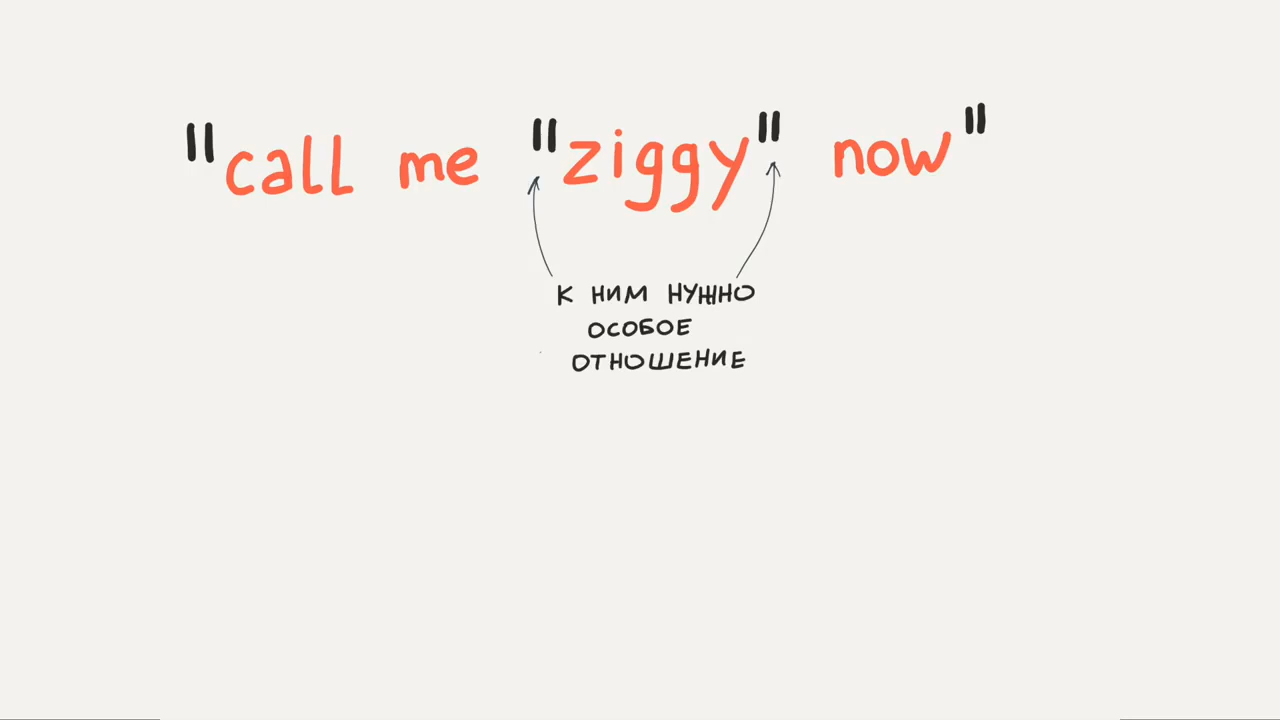 "call me "ziggy" now"
к ним нужно
особое
отношение